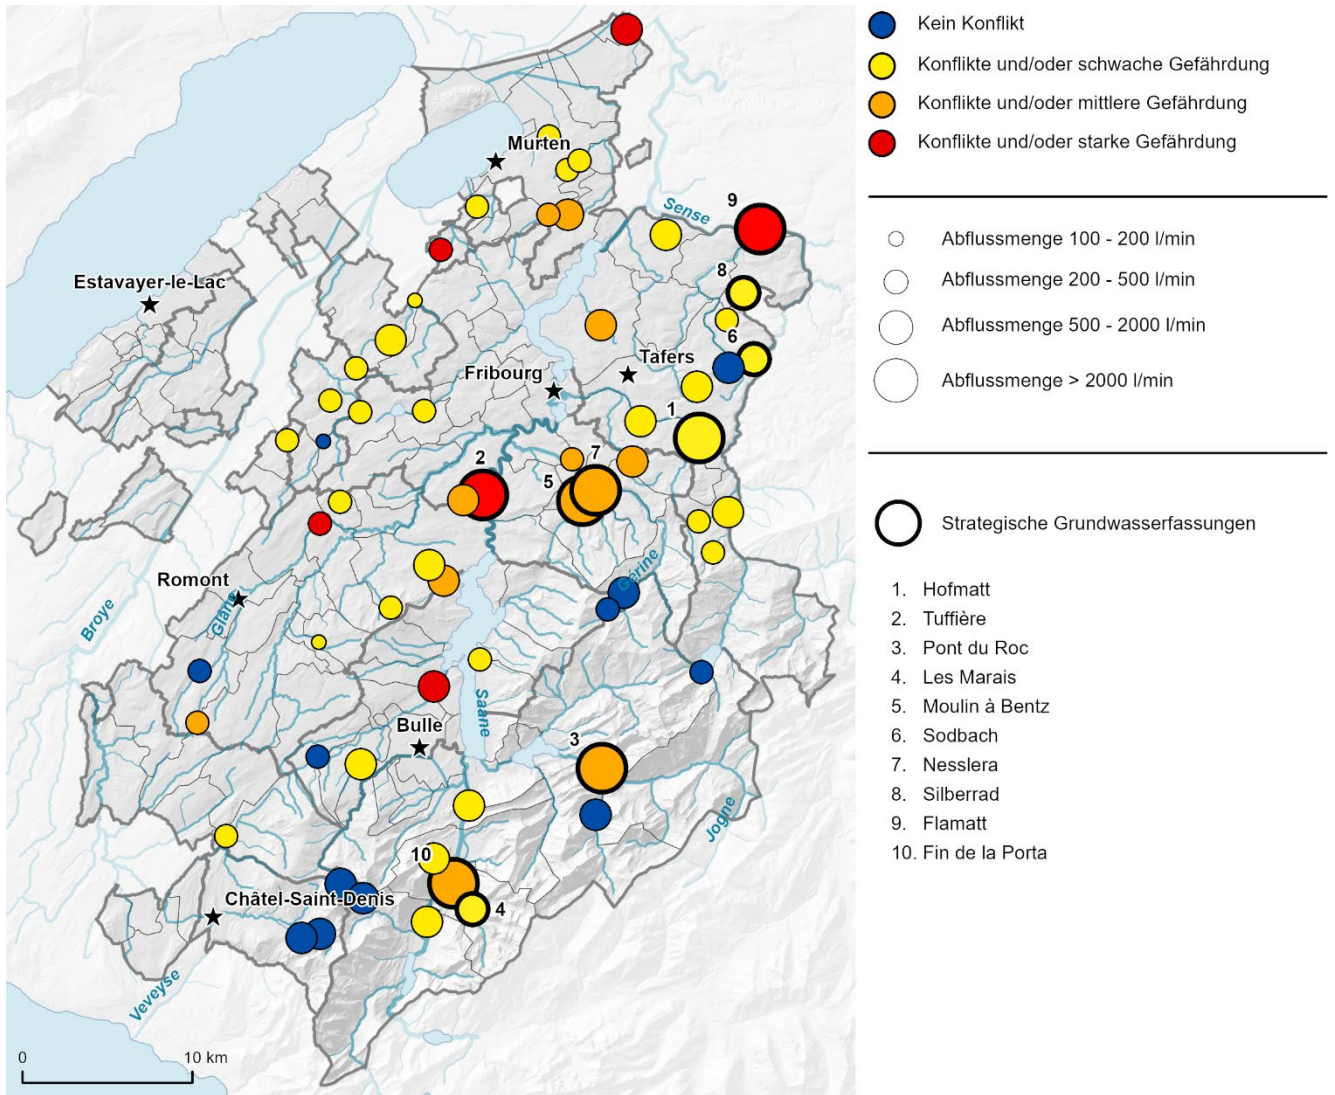 Kein Konflikt
Konflikte und/oder schwache Gefährdung
Konflikte und/oder mittlere Gefährdung
Konflikte und/oder starke Gefährdung
Abflussmenge 100 - 200 l/min
Abflussmenge 200 - 500 l/min
Abflussmenge 500 - 2000 l/min
Abflussmenge > 2000 l/min
Strategische Grundwasserfassungen
1. Hofmatt
2. Tuffière
3. Pont du Roc
4. Les Marais
5. Moulin à Bentz
6. Sodbach
7. Nesslera
8. Silberrad
9. Flamatt
10. Fin de la Porta
Murten
Sense
9
8
Estavayer-le-Lac
6
Tafers
Fribourg
1
2
7
5
Romont
Gérine
Broye
Glâne
Saane
Bulle
3
Jogne
10
Châtel-Saint-Denis
4
Veveyse
0
10 km